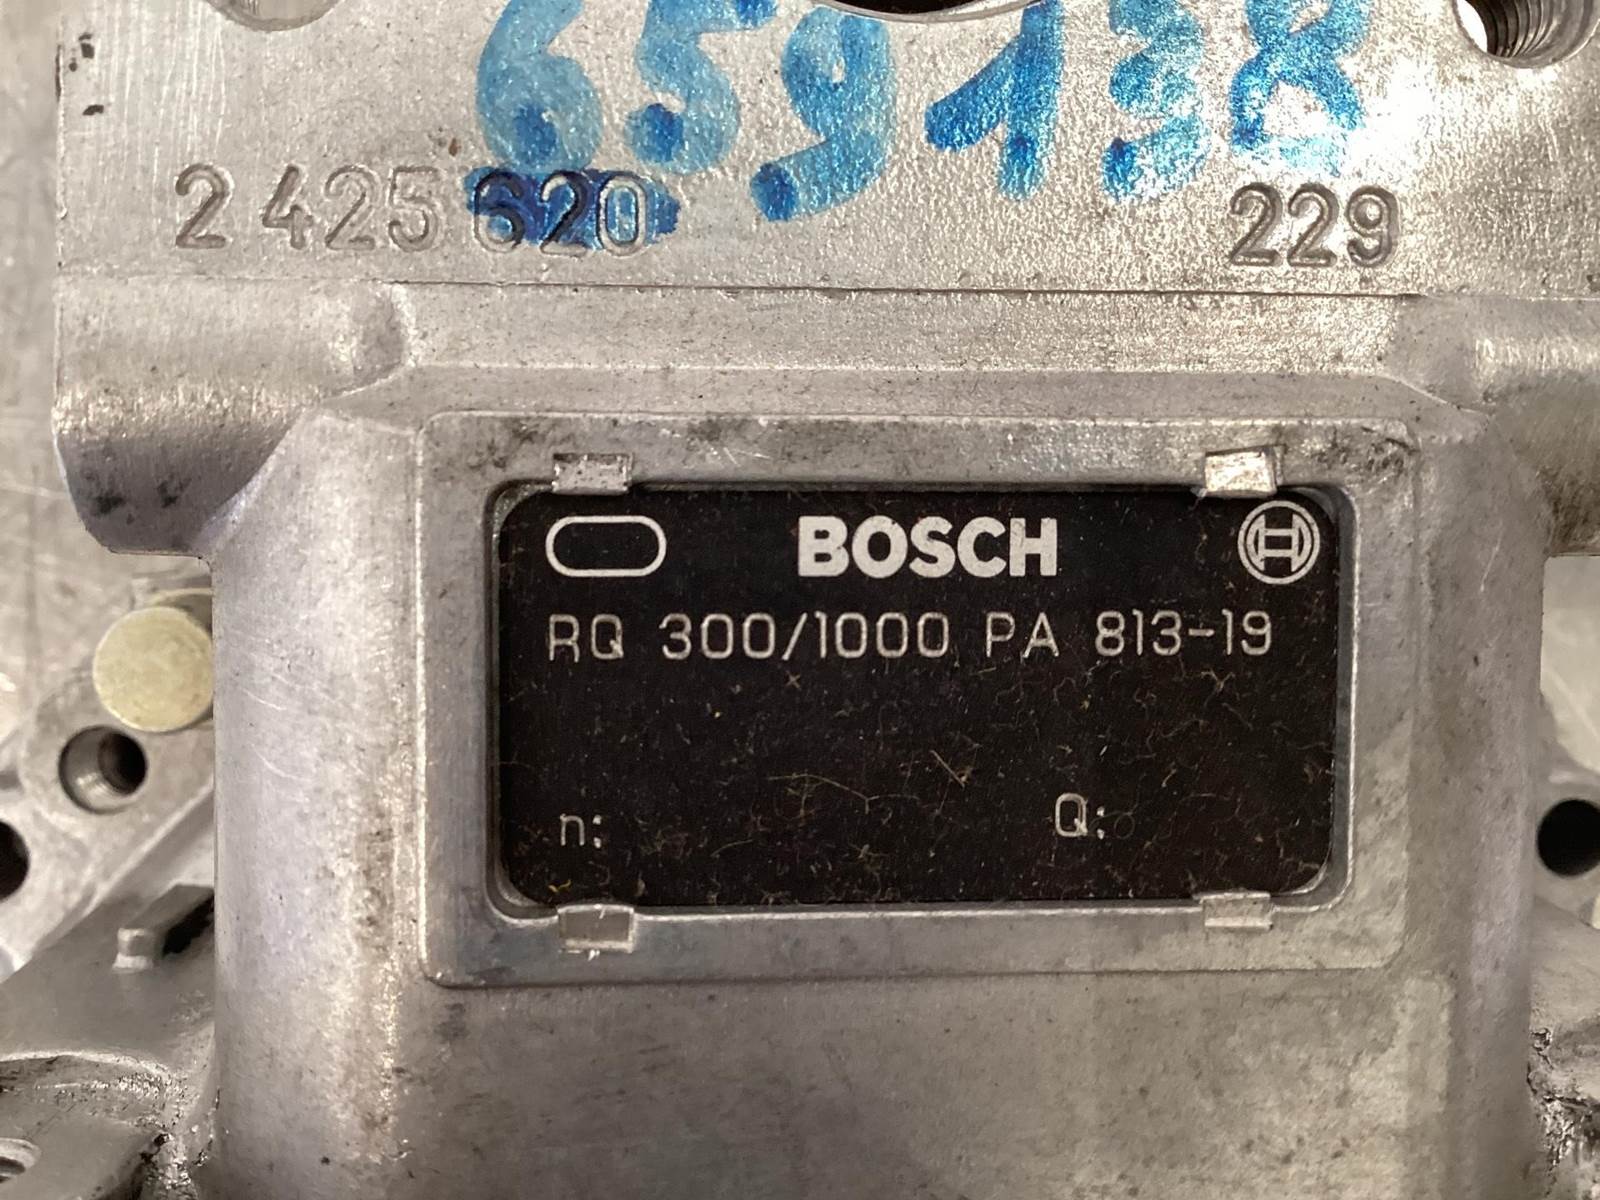 659138
2 425 620 229
BOSCH
RQ 300/1000 PA 813-19
n: Q: